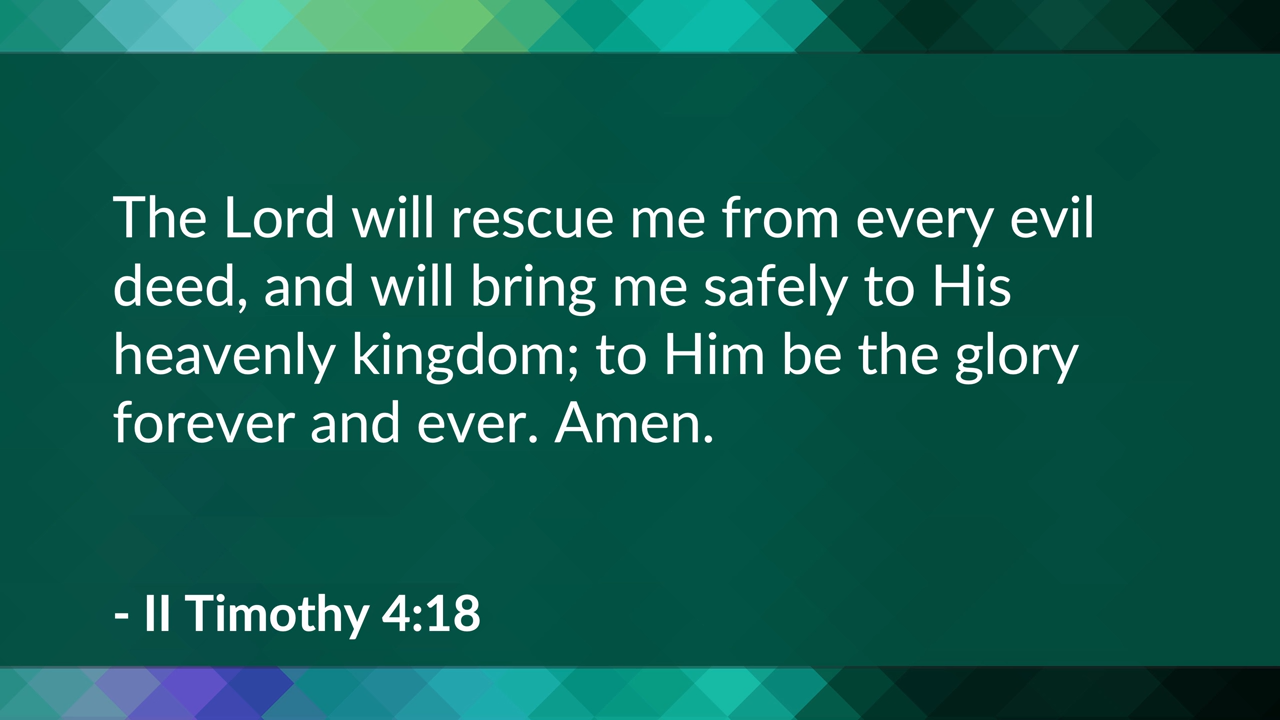 The Lord will rescue me from every evil
deed, and will bring me safely to His
heavenly kingdom; to Him be the glory
forever and ever. Amen.
- II Timothy 4:18